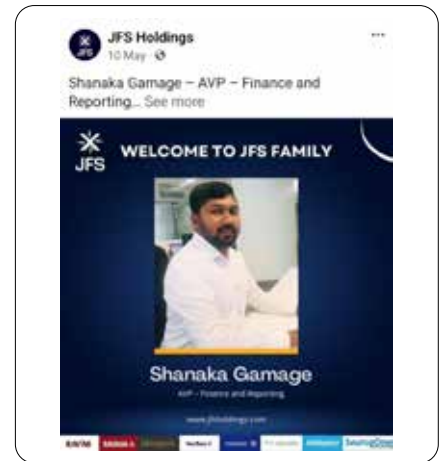 JFS Holdings
10 May
Shanaka Gamage – AVP – Finance and
Reporting... See more
JFS
WELCOME TO JFS FAMILY
Shanaka Gamage
AVP - Finance and Reporting
www.jfsholdings.com